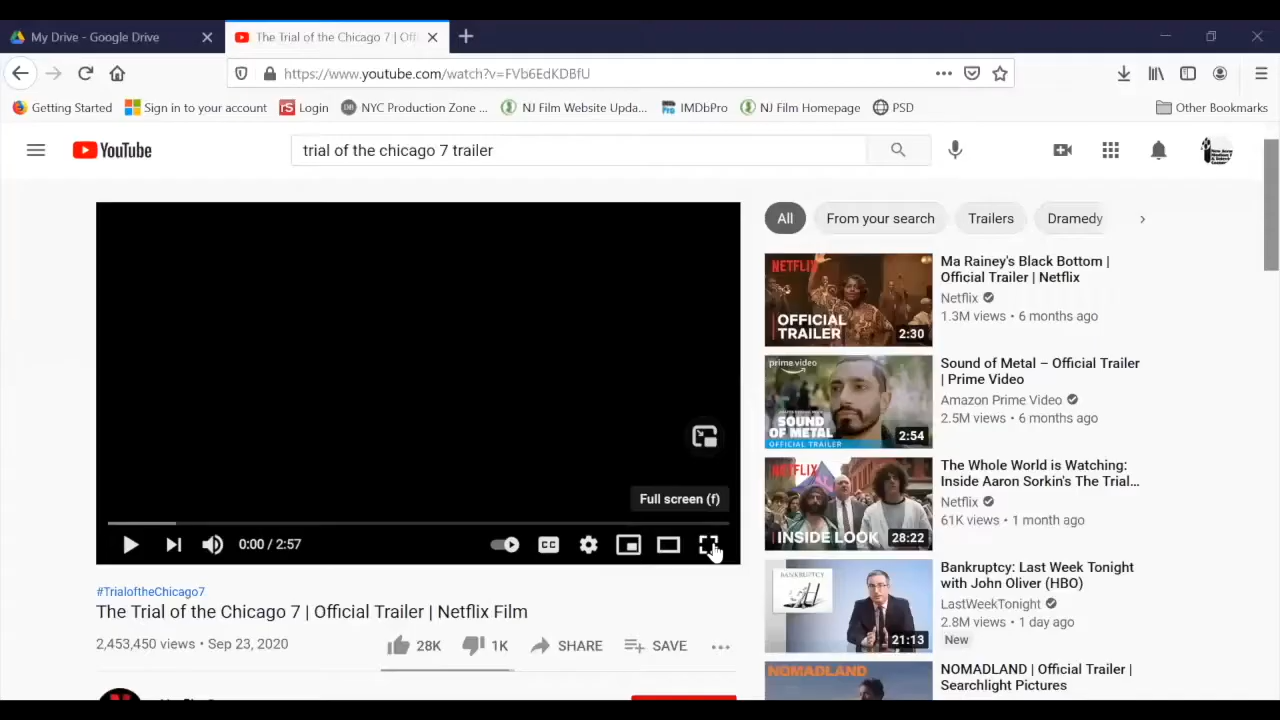 My Drive - Google Drive
The Trial of the Chicago 7 | Off
https://www.youtube.com/watch?v=FVb6EdKDBfU
Getting Started
Sign in to your account
rs Login
NYC Production Zone ...
NJ Film Website Upda...
IMDbPro
NJ Film Homepage
PSD
Other Bookmarks
YouTube
trial of the chicago 7 trailer
Full screen (f)
0:00 / 2:57
CC
#TrialoftheChicago7
The Trial of the Chicago 7 | Official Trailer | Netflix Film
2,453,450 views • Sep 23, 2020
28K
1K
SHARE
SAVE
All
From your search
Trailers
Dramedy
NETFLIX
OFFICIAL
TRAILER
2:30
Ma Rainey's Black Bottom |
Official Trailer | Netflix
Netflix
1.3M views • 6 months ago
prime video
SOUND
OF METAL
OFFICIAL TRAILER
2:54
Sound of Metal – Official Trailer
| Prime Video
Amazon Prime Video
2.5M views • 6 months ago
NETFLIX
INSIDE LOOK
28:22
The Whole World is Watching:
Inside Aaron Sorkin's The Trial...
Netflix
61K views • 1 month ago
BANKRUPTCY
21:13
Bankruptcy: Last Week Tonight
with John Oliver (HBO)
LastWeekTonight
2.8M views • 1 day ago
New
NOMADLAND
NOMADLAND | Official Trailer |
Searchlight Pictures